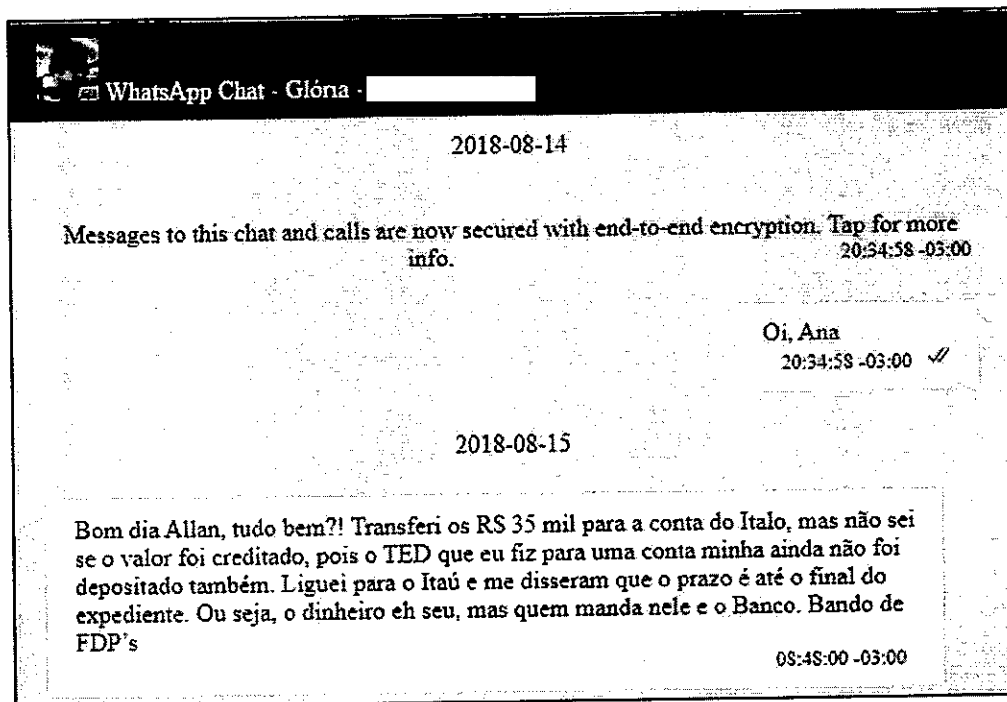 WhatsApp Chat - Glória -
2018-08-14
Messages to this chat and calls are now secured with end-to-end encryption. Tap for more
info.
20:34:58 -03:00
Oi, Ana
20:34:58 -03:00
2018-08-15
Bom dia Allan, tudo bem?! Transferi os RS 35 mil para a conta do Italo, mas não sei
se o valor foi creditado, pois o TED que eu fiz para uma conta minha ainda não foi
depositado também. Liguei para o Itaú e me disseram que o prazo é até o final do
expediente. Ou seja, o dinheiro eh seu, mas quem manda nele e o Banco. Bando de
FDP's
08:48:00 -03:00